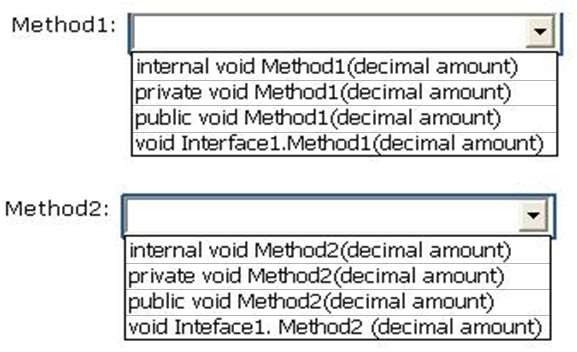 Method1:
internal void Method1(decimal amount)
private void Method1(decimal amount)
public void Method1(decimal amount)
void Interface1.Method1(decimal amount)
Method2:
internal void Method2(decimal amount)
private void Method2(decimal amount)
public void Method2(decimal amount)
void Inteface1. Method2 (decimal amount)